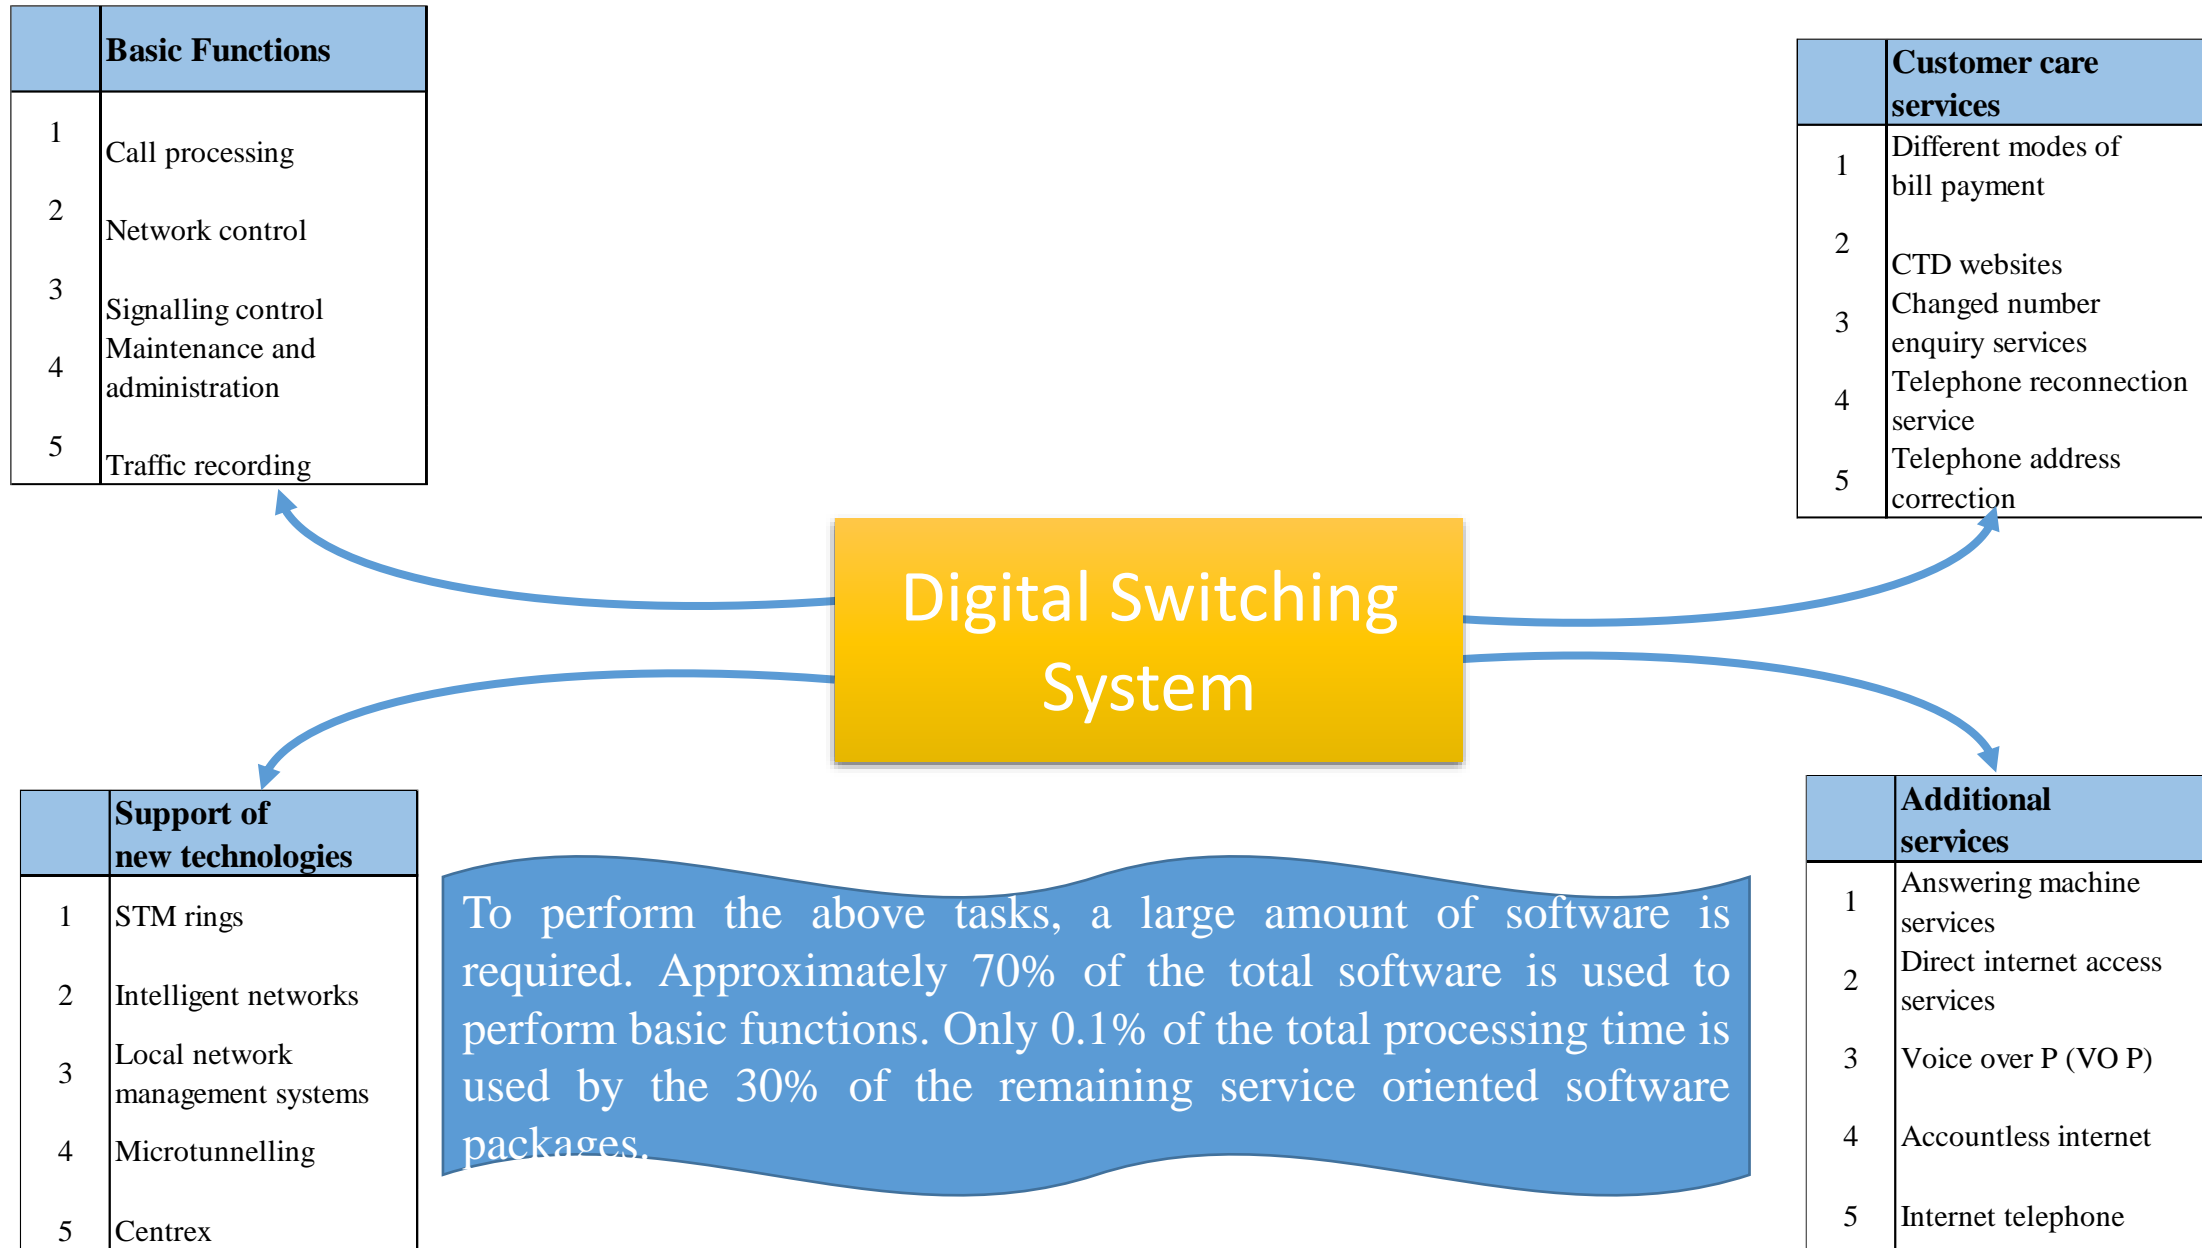 Basic Functions
1 Call processing
2 Network control
3 Signalling control
4 Maintenance and
administration
5 Traffic recording
Customer care
services
1 Different modes of
bill payment
2 CTD websites
3 Changed number
enquiry services
4 Telephone reconnection
service
5 Telephone address
correction
Digital Switching
System
Support of
new technologies
1 STM rings
2 Intelligent networks
3 Local network
management systems
4 Microtunnelling
5 Centrex
To perform the above tasks, a large amount of software is
required. Approximately 70% of the total software is used to
perform basic functions. Only 0.1% of the total processing time is
used by the 30% of the remaining service oriented software
packages.
Additional
services
1 Answering machine
services
2 Direct internet access
services
3 Voice over P (VO P)
4 Accountless internet
5 Internet telephone